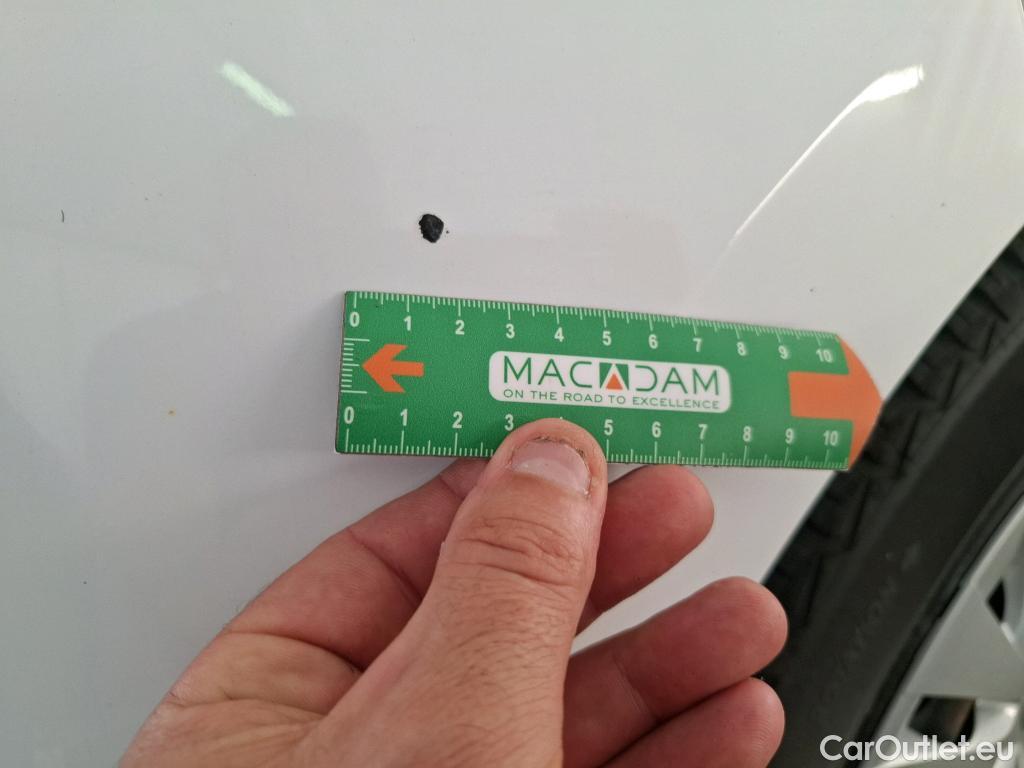 0 1 2 3 4 5 6 7 8 9 10
MACADAM
ON THE ROAD TO EXCELLENCE
0 1 2 3 5 6 7 8 9 10
CarOutlet.eu